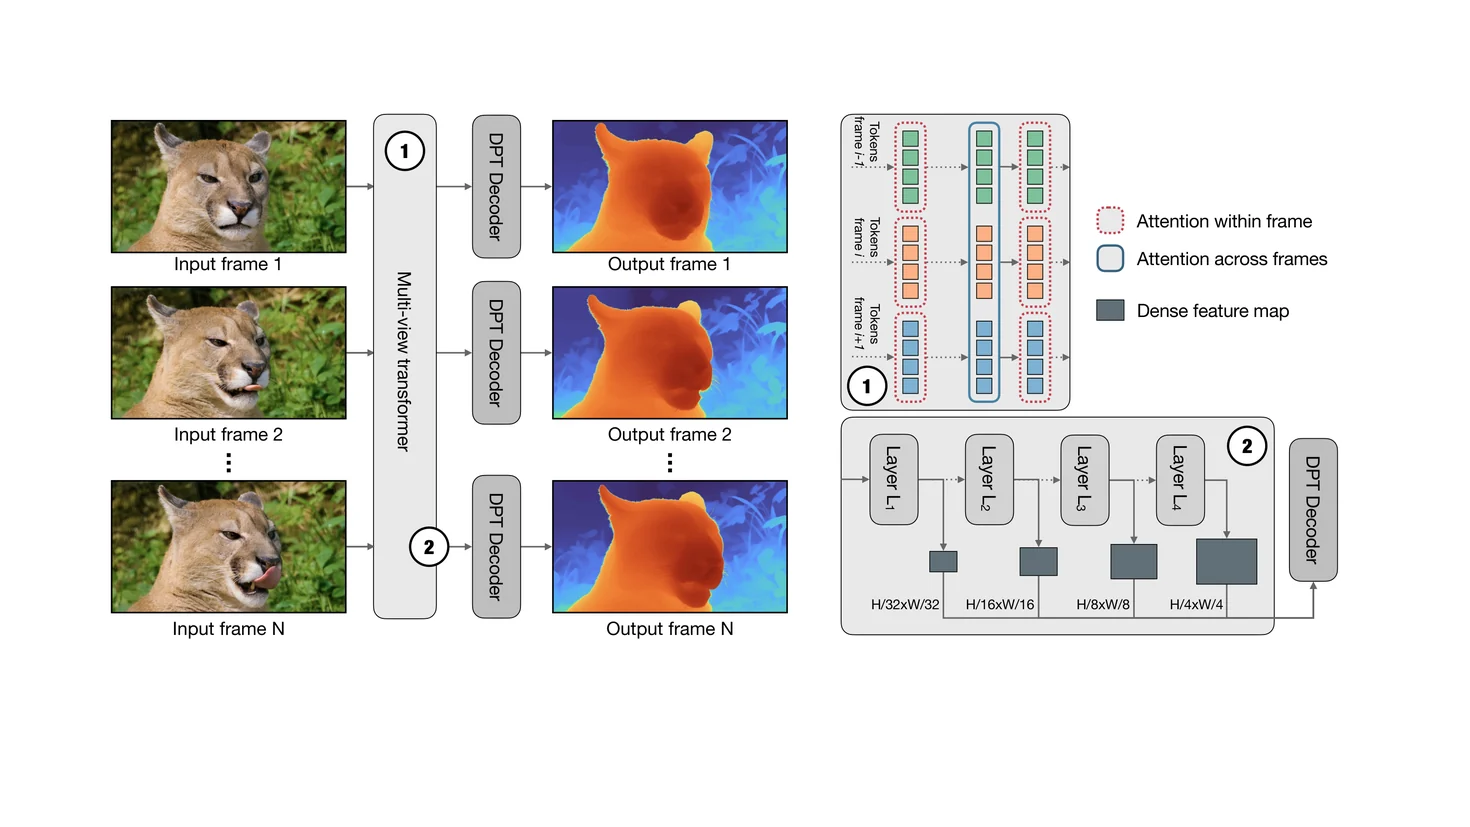 Input frame 1
Input frame 2
Input frame N
1
Multi-view transformer
2
DPT Decoder
DPT Decoder
DPT Decoder
Output frame 1
Output frame 2
Output frame N
Tokens
frame i-1
Tokens
frame i
Tokens
frame i+1
1
Attention within frame
Attention across frames
Dense feature map
2
Layer L1
Layer L2
Layer L3
Layer L4
H/32xW/32
H/16xW/16
H/8xW/8
H/4xW/4
DPT Decoder